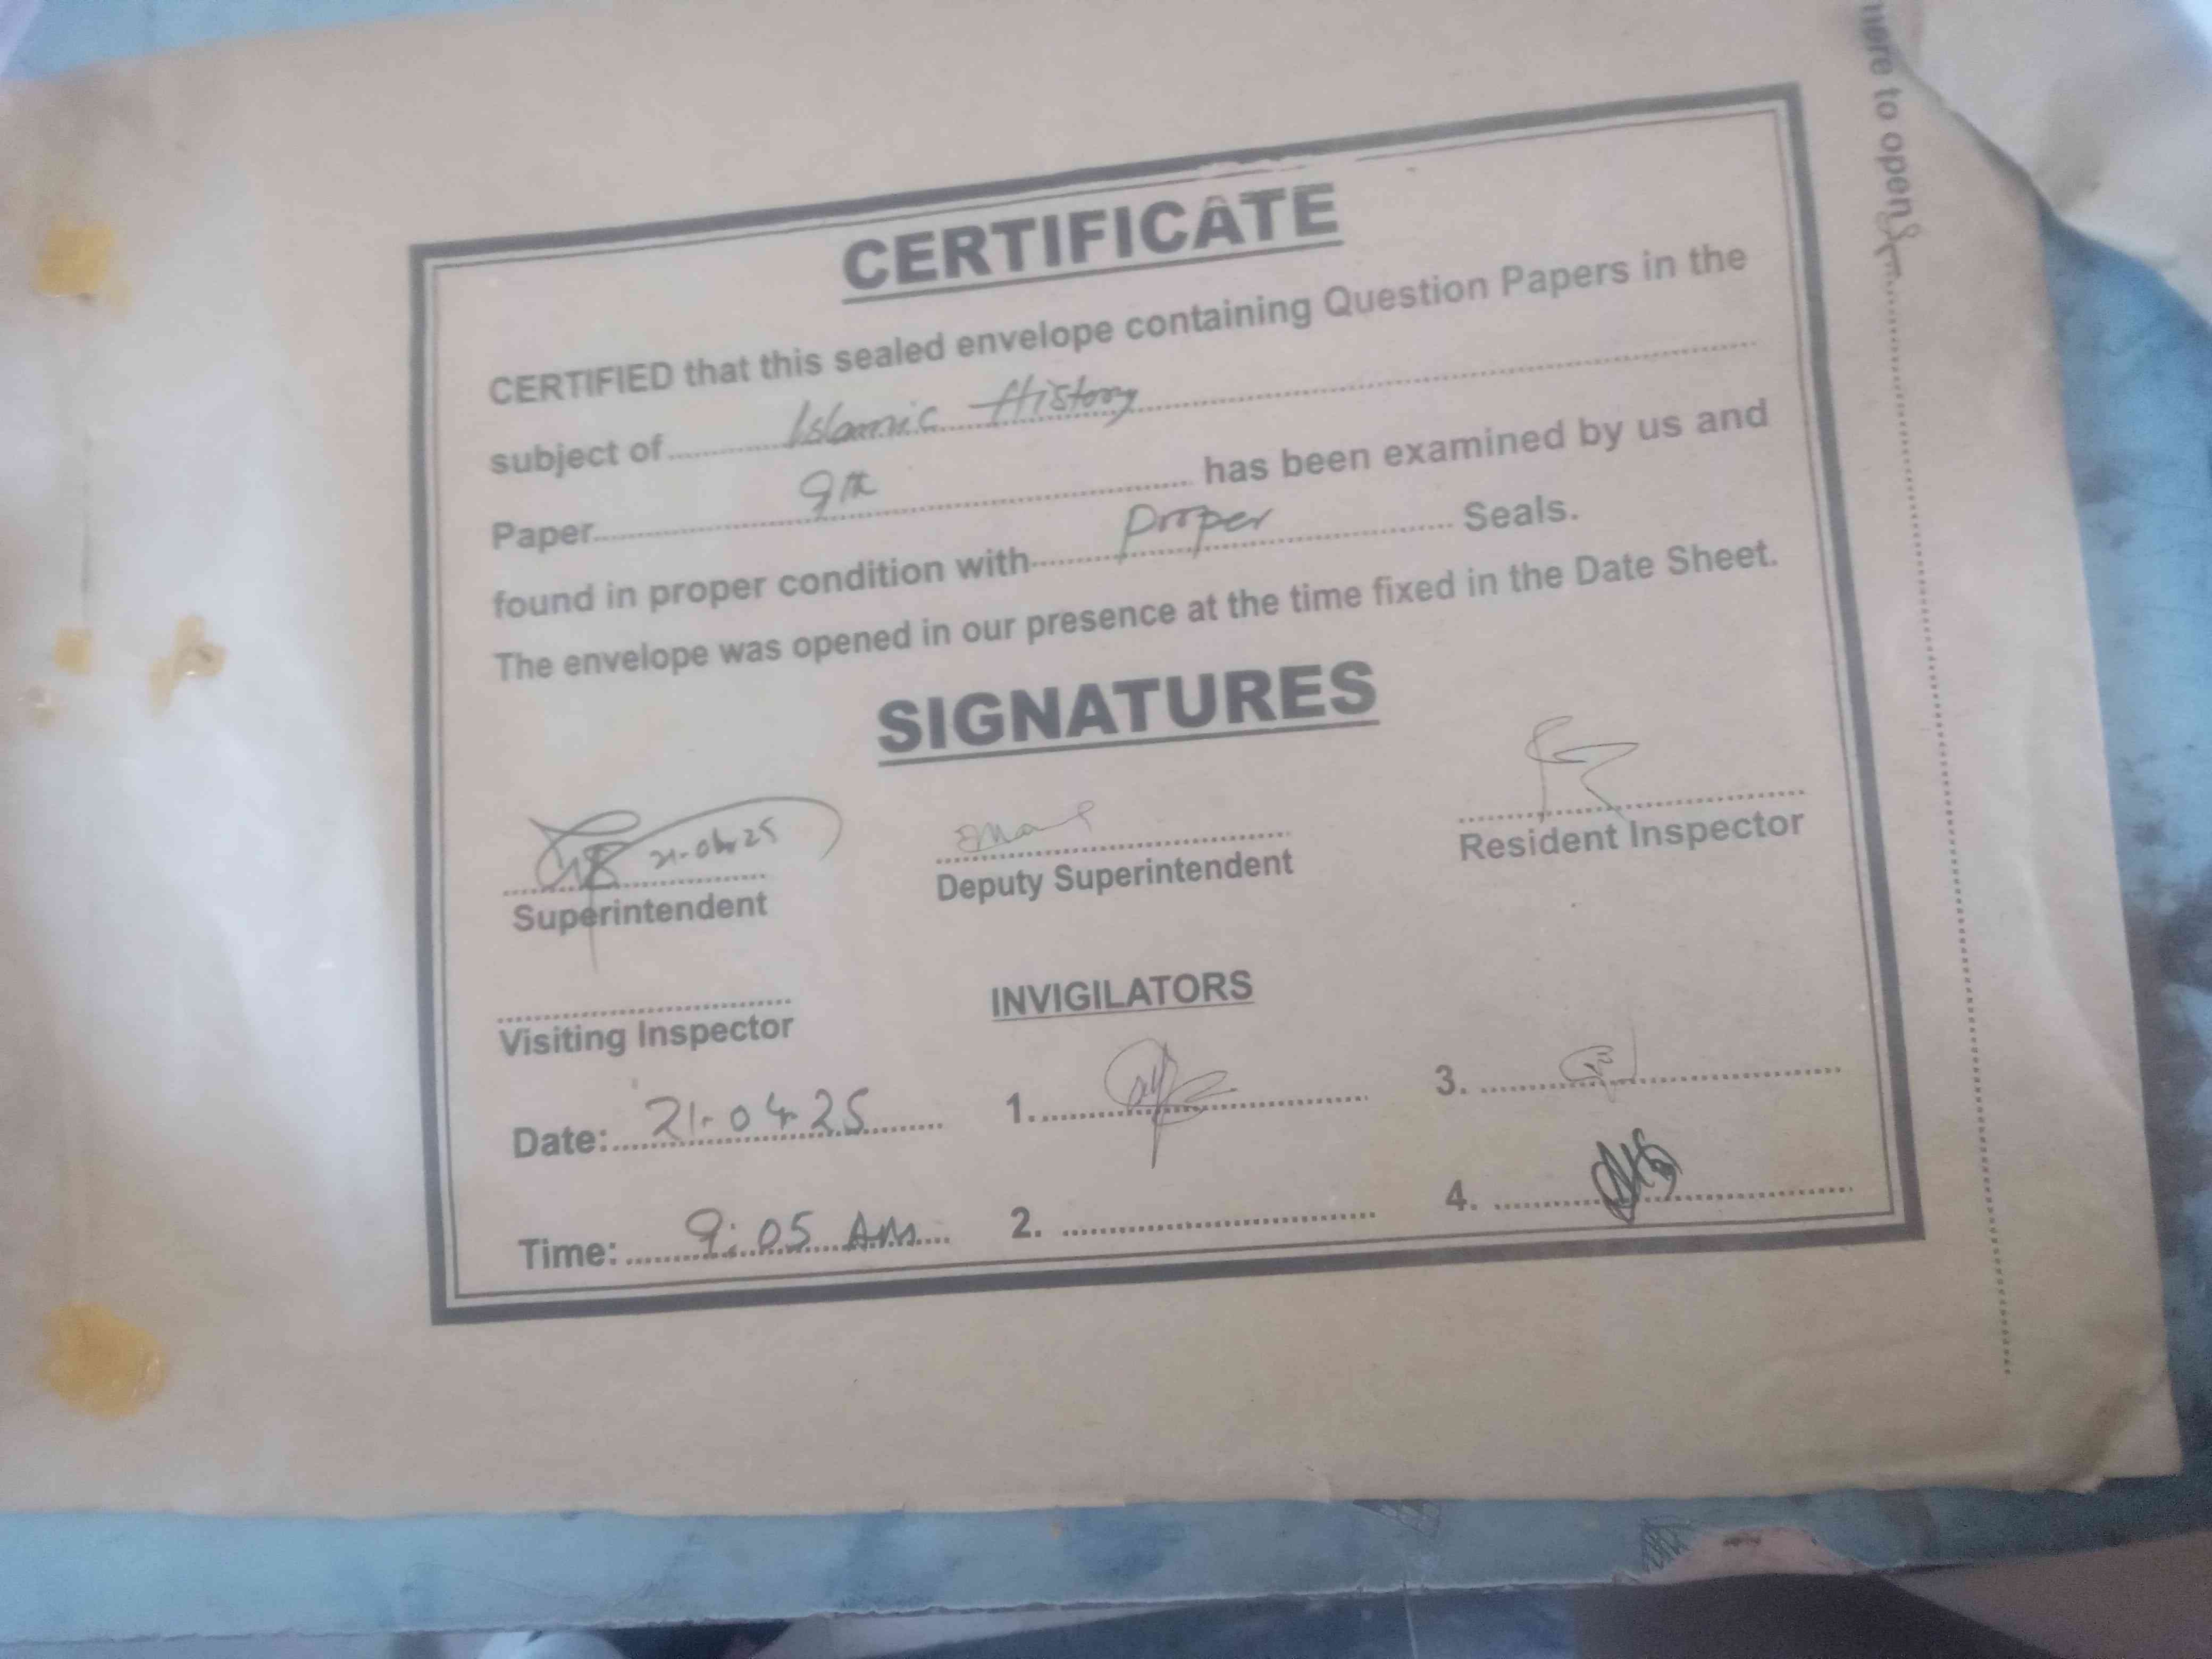 here to open
CERTIFICATE
CERTIFIED that this sealed envelope containing Question Papers in the
subject of Islamic History
Paper 9th has been examined by us and
found in proper condition with proper Seals.
The envelope was opened in our presence at the time fixed in the Date Sheet.
SIGNATURES
21-04-25
Superintendent
Deputy Superintendent
Resident Inspector
Visiting Inspector
INVIGILATORS
Date: 21-04-25
1.
3.
Time: 9:05 Am
2.
4.